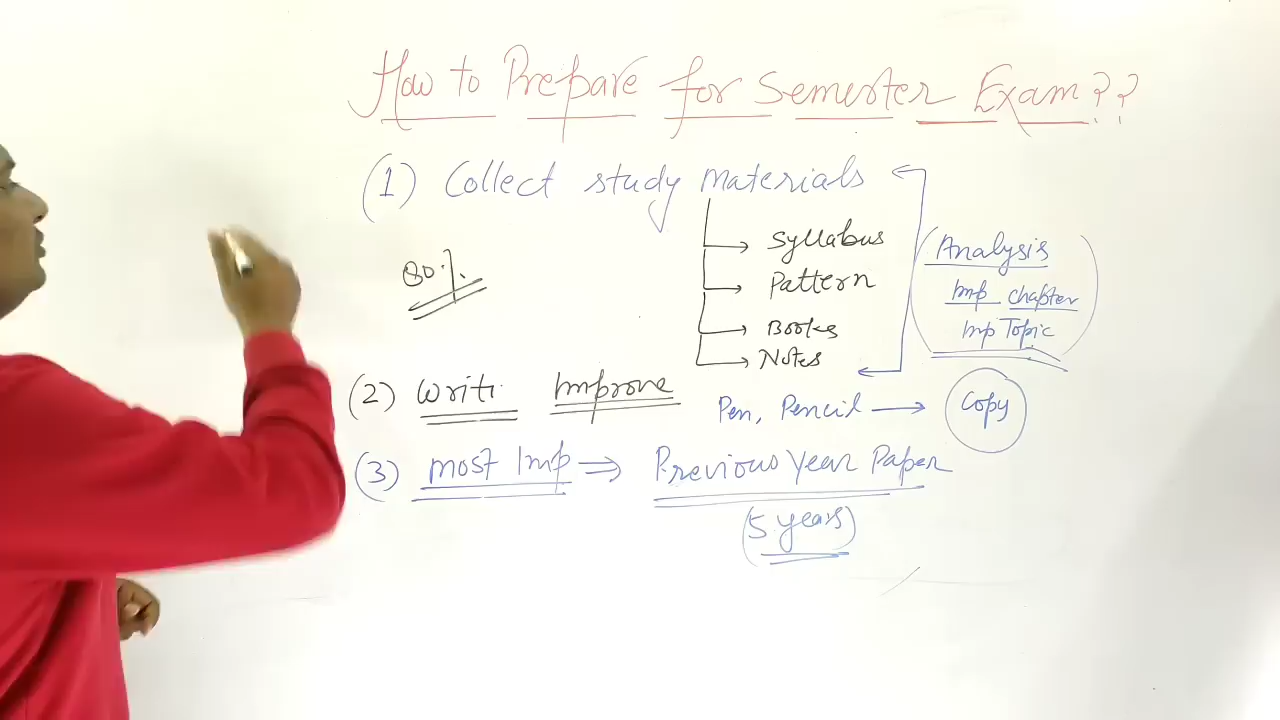 How to Prepare for Semester Exam??
(1) Collect study materials
Syllabus
Pattern
Books
Notes
Analysis
Imp chapter
Imp Topic
80%
(2) Write Improve
Pen, Pencil → Copy
(3) most Imp ⇒ Previous Year Paper
(5 years)